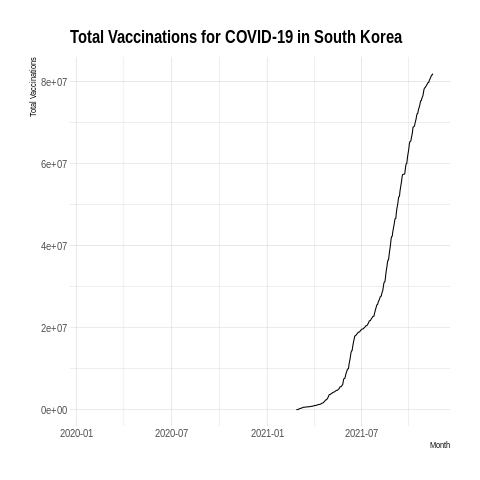 Total Vaccinations for COVID-19 in South Korea
Total Vaccinations
8e+07
6e+07
4e+07
2e+07
0e+00
2020-01 2020-07 2021-01 2021-07
Month